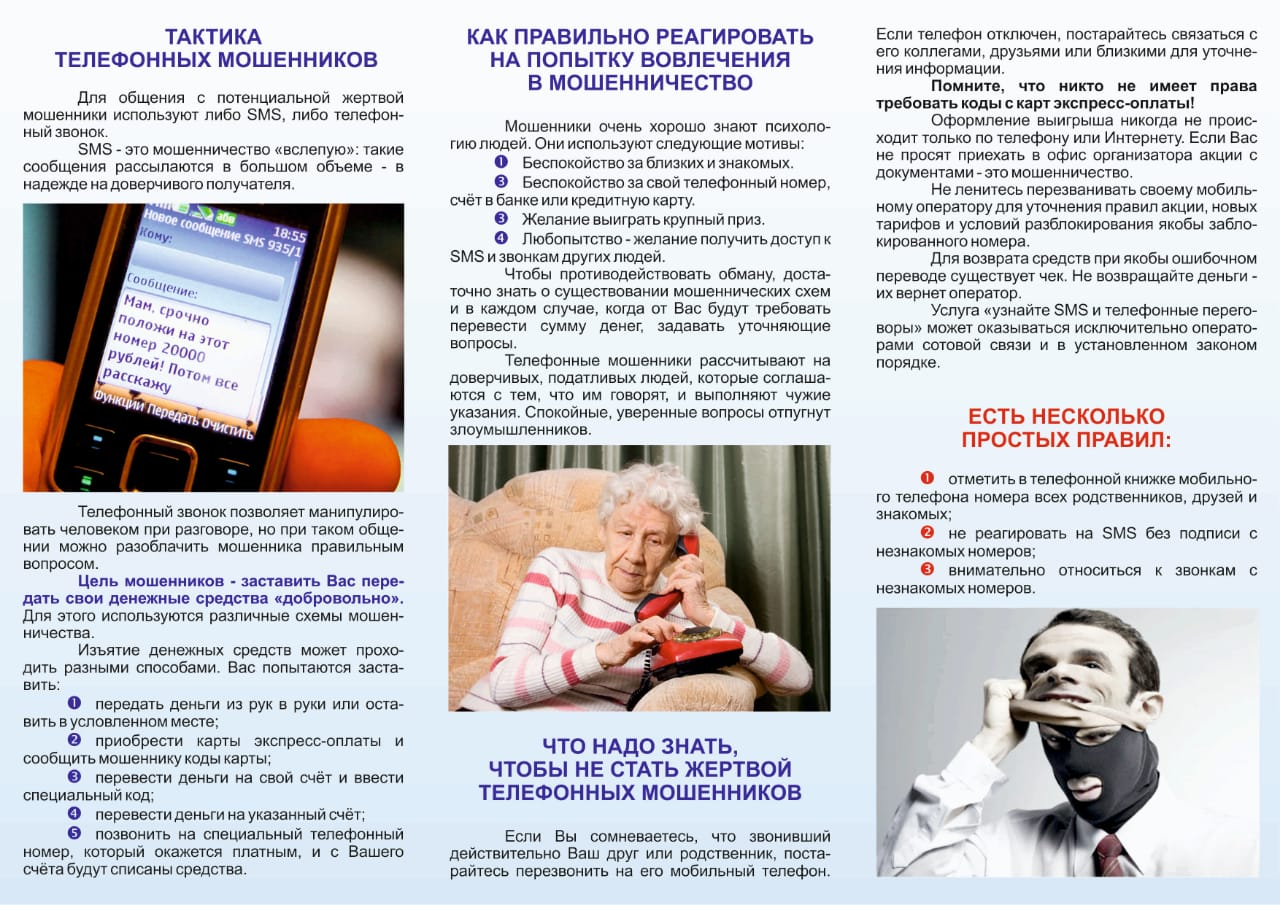 ТАКТИКА
ТЕЛЕФОННЫХ МОШЕННИКОВ
Для общения с потенциальной жертвой
мошенники используют либо SMS, либо телефон-
ный звонок.
SMS - это мошенничество «вслепую»: такие
сообщения рассылаются в большом объеме - в
надежде на доверчивого получателя.
абв
18:55
Новое сообщение SMS 935/1
Кому:
Сообщение:
Мам, срочно
положи на этот
номер 20000
рублей! Потом все
расскажу
Функции Передать Очистить
Телефонный звонок позволяет манипулиро-
вать человеком при разговоре, но при таком обще-
нии можно разоблачить мошенника правильным
вопросом.
Цель мошенников - заставить Вас пере-
дать свои денежные средства «добровольно».
Для этого используются различные схемы мошен-
ничества.
Изъятие денежных средств может прохо-
дить разными способами. Вас попытаются заста-
вить:
❶ передать деньги из рук в руки или оста-
вить в условленном месте;
❷ приобрести карты экспресс-оплаты и
сообщить мошеннику коды карты;
❸ перевести деньги на свой счёт и ввести
специальный код;
❹ перевести деньги на указанный счёт;
❺ позвонить на специальный телефонный
номер, который окажется платным, и с Вашего
счёта будут списаны средства.
КАК ПРАВИЛЬНО РЕАГИРОВАТЬ
НА ПОПЫТКУ ВОВЛЕЧЕНИЯ
В МОШЕННИЧЕСТВО
Мошенники очень хорошо знают психоло-
гию людей. Они используют следующие мотивы:
❶ Беспокойство за близких и знакомых.
❸ Беспокойство за свой телефонный номер,
счёт в банке или кредитную карту.
❸ Желание выиграть крупный приз.
❹ Любопытство - желание получить доступ к
SMS и звонкам других людей.
Чтобы противодействовать обману, доста-
точно знать о существовании мошеннических схем
и в каждом случае, когда от Вас будут требовать
перевести сумму денег, задавать уточняющие
вопросы.
Телефонные мошенники рассчитывают на
доверчивых, податливых людей, которые соглаша-
ются с тем, что им говорят, и выполняют чужие
указания. Спокойные, уверенные вопросы отпугнут
злоумышленников.
ЧТО НАДО ЗНАТЬ,
ЧТОБЫ НЕ СТАТЬ ЖЕРТВОЙ
ТЕЛЕФОННЫХ МОШЕННИКОВ
Если Вы сомневаетесь, что звонивший
действительно Ваш друг или родственник, поста-
райтесь перезвонить на его мобильный телефон.
Если телефон отключен, постарайтесь связаться с
его коллегами, друзьями или близкими для уточне-
ния информации.
Помните, что никто не имеет права
требовать коды с карт экспресс-оплаты!
Оформление выигрыша никогда не проис-
ходит только по телефону или Интернету. Если Вас
не просят приехать в офис организатора акции с
документами - это мошенничество.
Не ленитесь перезванивать своему мобиль-
ному оператору для уточнения правил акции, новых
тарифов и условий разблокирования якобы забло-
кированного номера.
Для возврата средств при якобы ошибочном
переводе существует чек. Не возвращайте деньги -
их вернет оператор.
Услуга «узнайте SMS и телефонные перего-
воры» может оказываться исключительно операто-
рами сотовой связи и в установленном законом
порядке.
ЕСТЬ НЕСКОЛЬКО
ПРОСТЫХ ПРАВИЛ:
❶ отметить в телефонной книжке мобильно-
го телефона номера всех родственников, друзей и
знакомых;
❷ не реагировать на SMS без подписи с
незнакомых номеров;
❸ внимательно относиться к звонкам с
незнакомых номеров.